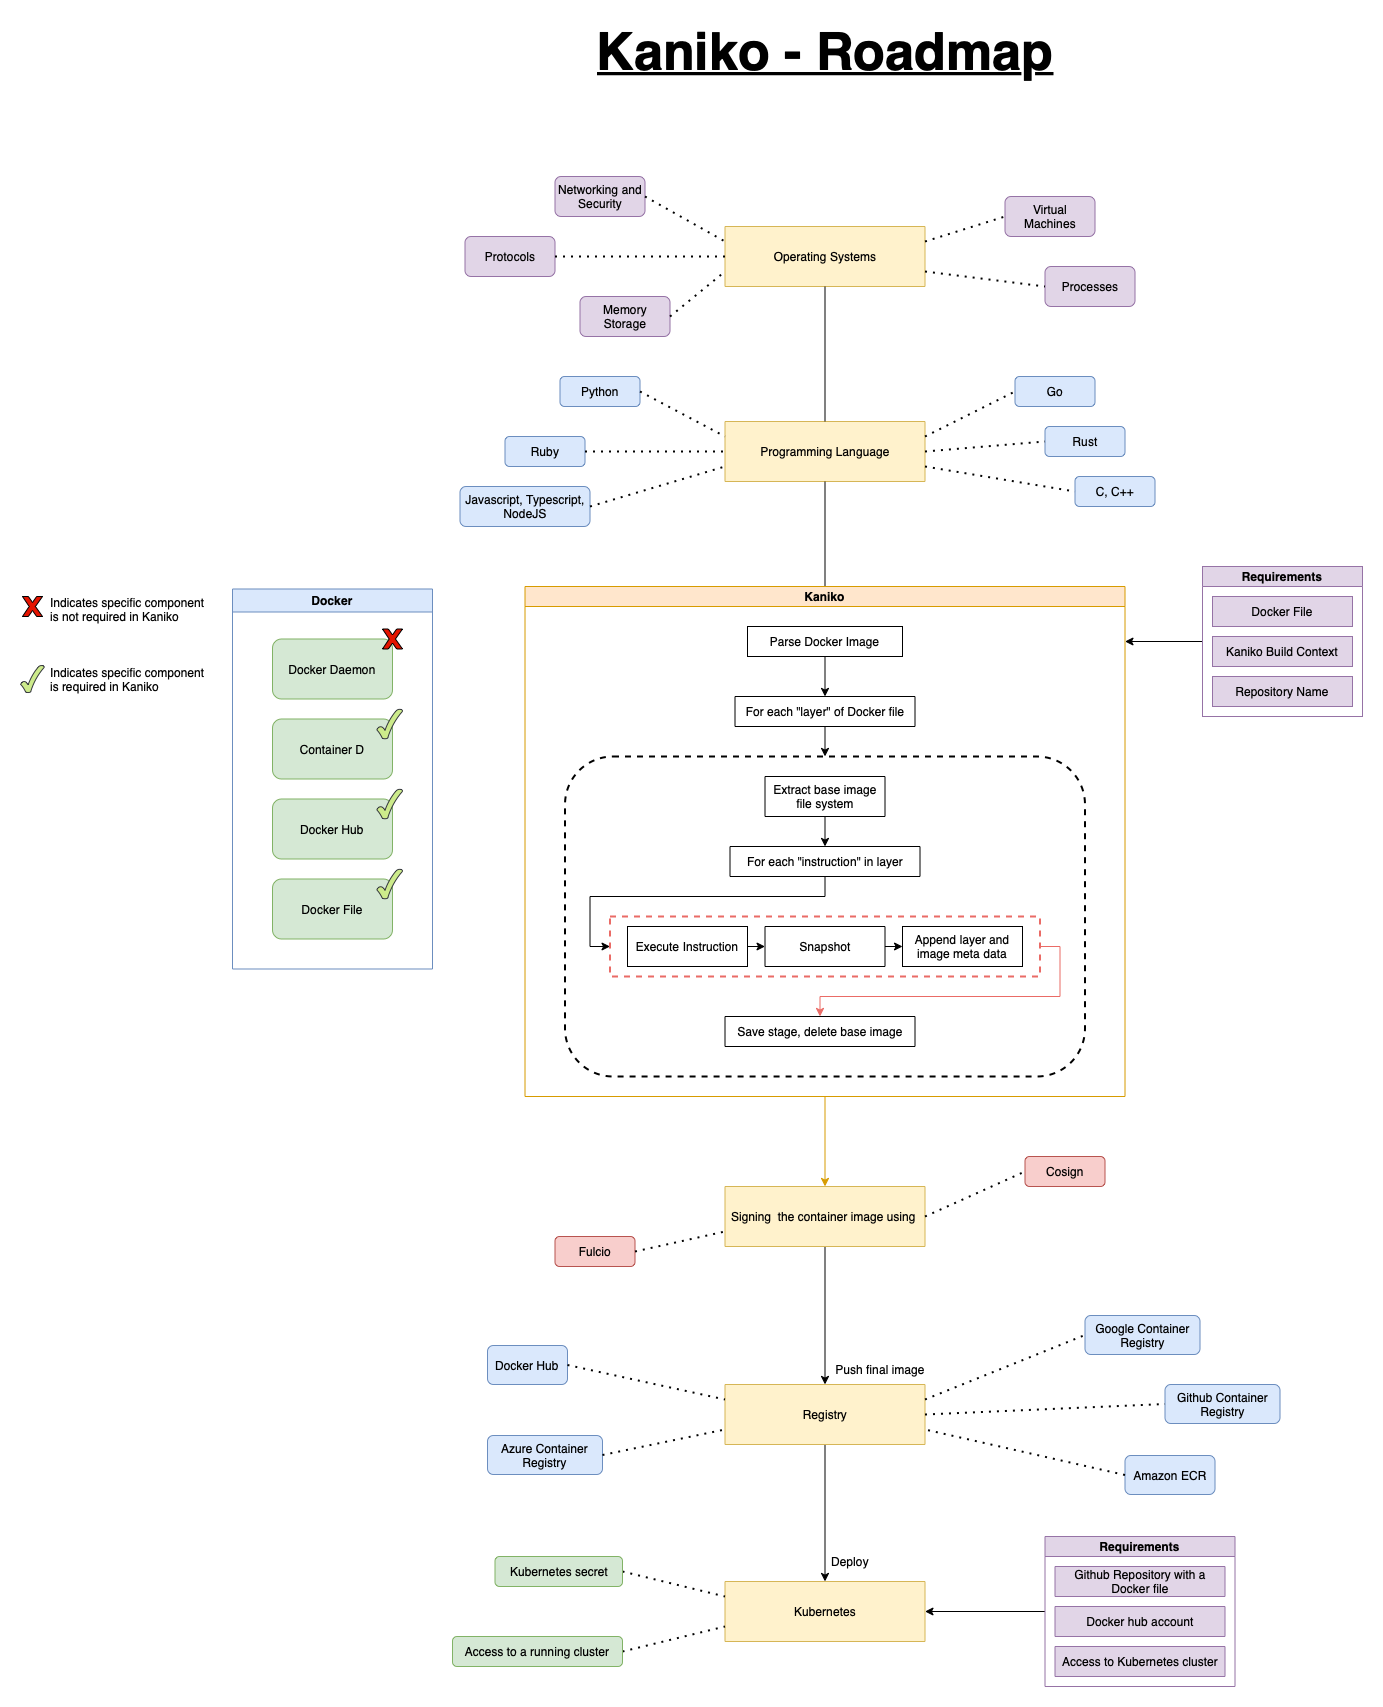 Kaniko - Roadmap
Networking and
Security
Protocols
Memory
Storage
Operating Systems
Virtual
Machines
Processes
Python
Ruby
Javascript, Typescript,
NodeJS
Programming Language
Go
Rust
C, C++
Indicates specific component
is not required in Kaniko
Indicates specific component
is required in Kaniko
Docker
Docker Daemon
Container D
Docker Hub
Docker File
Kaniko
Parse Docker Image
For each "layer" of Docker file
Extract base image
file system
For each "instruction" in layer
Execute Instruction
Snapshot
Append layer and
image meta data
Save stage, delete base image
Requirements
Docker File
Kaniko Build Context
Repository Name
Cosign
Signing  the container image using
Fulcio
Push final image
Docker Hub
Azure Container
Registry
Registry
Google Container
Registry
Github Container
Registry
Amazon ECR
Deploy
Kubernetes secret
Access to a running cluster
Kubernetes
Requirements
Github Repository with a
Docker file
Docker hub account
Access to Kubernetes cluster